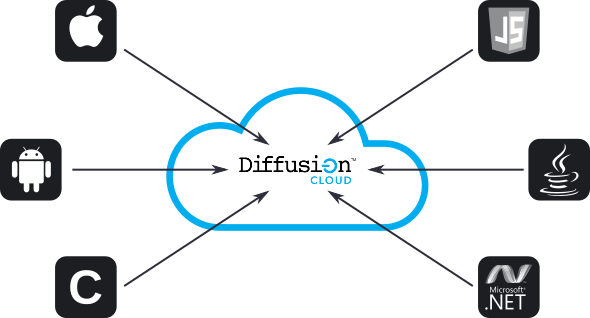 JS
Diffusion™
CLOUD
C
Microsoft®
.NET